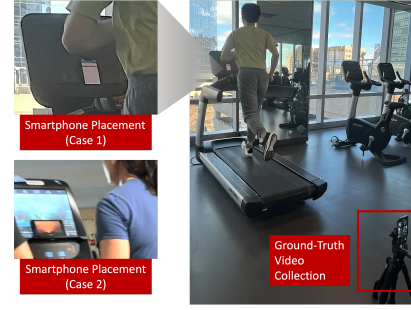 Smartphone Placement
(Case 1)
Smartphone Placement
(Case 2)
Ground-Truth
Video
Collection